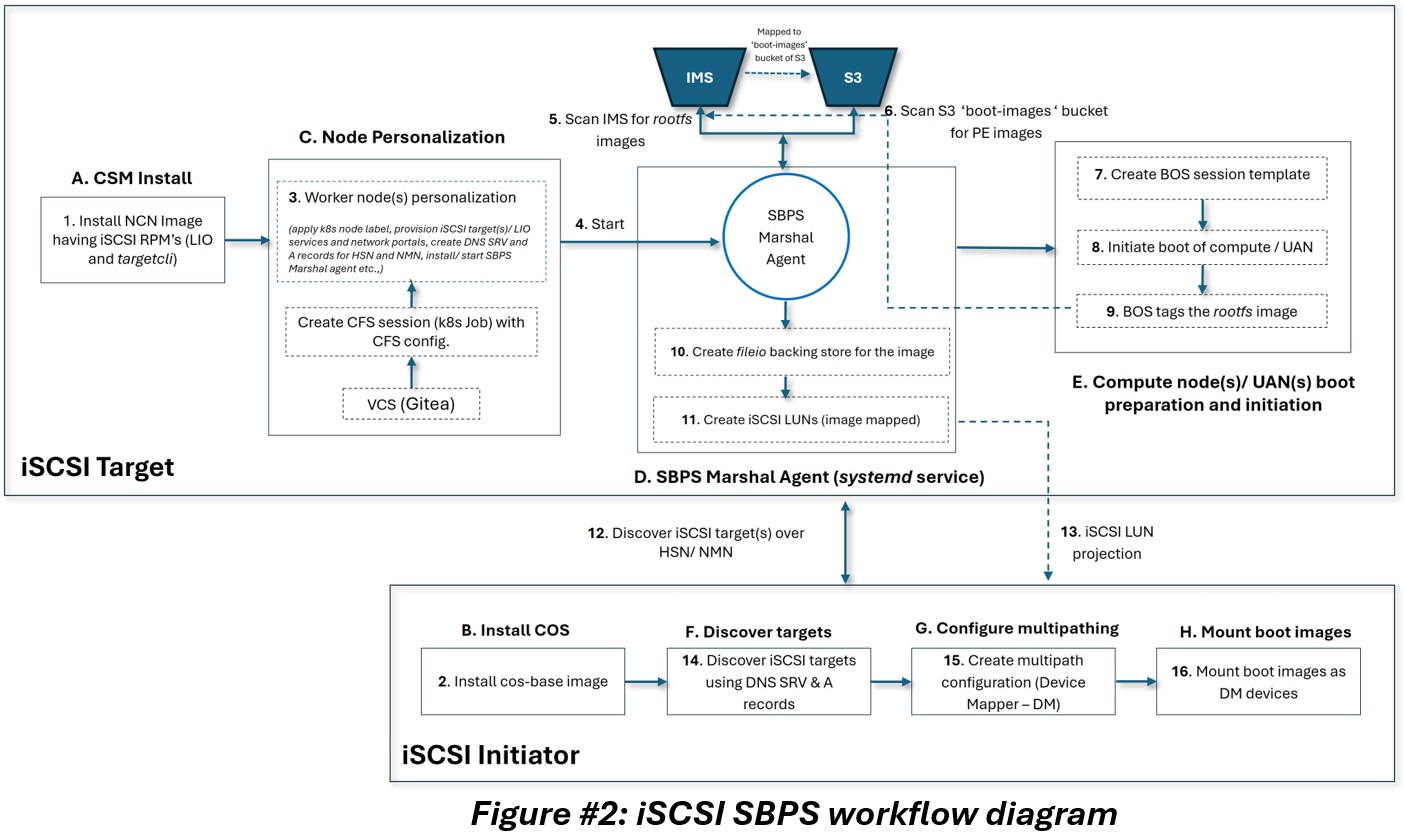 Mapped to
'boot-images'
bucket of S3
IMS
S3
5. Scan IMS for rootfs
images
6. Scan S3 'boot-images ' bucket
for PE images
C. Node Personalization
A. CSM Install
1. Install NCN Image
having iSCSI RPM's (LIO
and targetcli)
3. Worker node(s) personalization
(apply k8s node label, provision iSCSI target(s)/ LIO
services and network portals, create DNS SRV and
A records for HSN and NMN, install/ start SBPS
Marshal agent etc.,)
Create CFS session (k8s Job) with
CFS config.
VCS (Gitea)
4. Start
SBPS
Marshal
Agent
10. Create fileio backing store for the image
11. Create iSCSI LUNs (image mapped)
D. SBPS Marshal Agent (systemd service)
7. Create BOS session template
8. Initiate boot of compute / UAN
9. BOS tags the rootfs image
E. Compute node(s)/ UAN(s) boot
preparation and initiation
iSCSI Target
12. Discover iSCSI target(s) over
HSN/ NMN
13. iSCSI LUN
projection
B. Install COS
2. Install cos-base image
F. Discover targets
14. Discover iSCSI targets
using DNS SRV & A
records
G. Configure multipathing
15. Create multipath
configuration (Device
Mapper – DM)
H. Mount boot images
16. Mount boot images as
DM devices
iSCSI Initiator
Figure #2: iSCSI SBPS workflow diagram